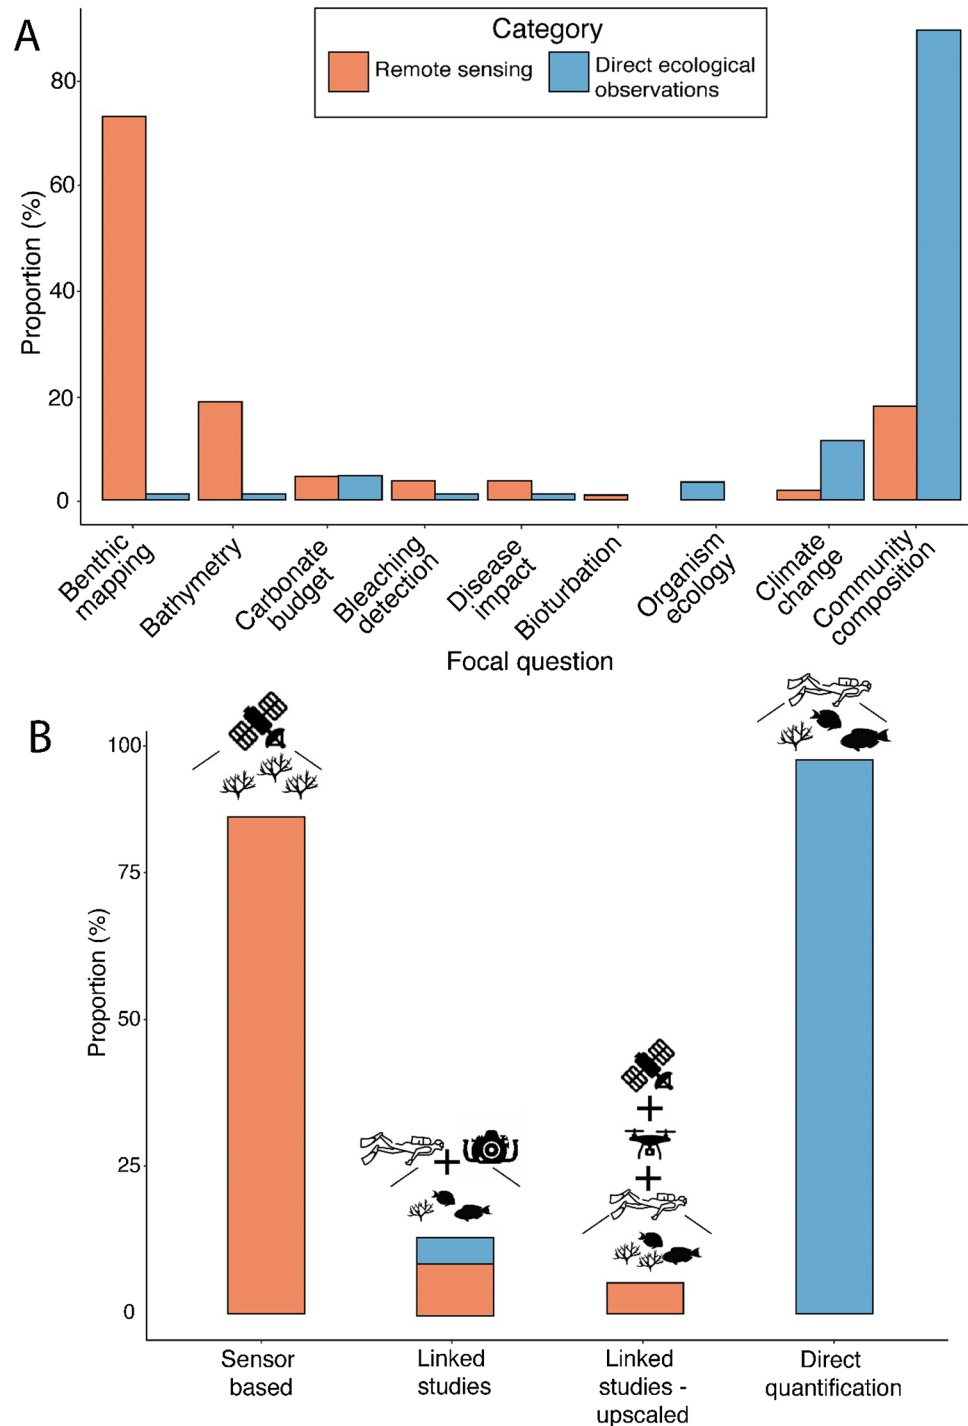 A
Category
Remote sensing
Direct ecological
observations
Proportion (%)
80
60
40
20
0
Benthic
mapping
Bathymetry
Carbonate
budget
Bleaching
detection
Disease
impact
Bioturbation
Organism
ecology
Climate
change
Community
composition
Focal question
B
Proportion (%)
100
75
50
25
0
Sensor
based
Linked
studies
Linked
studies -
upscaled
Direct
quantification